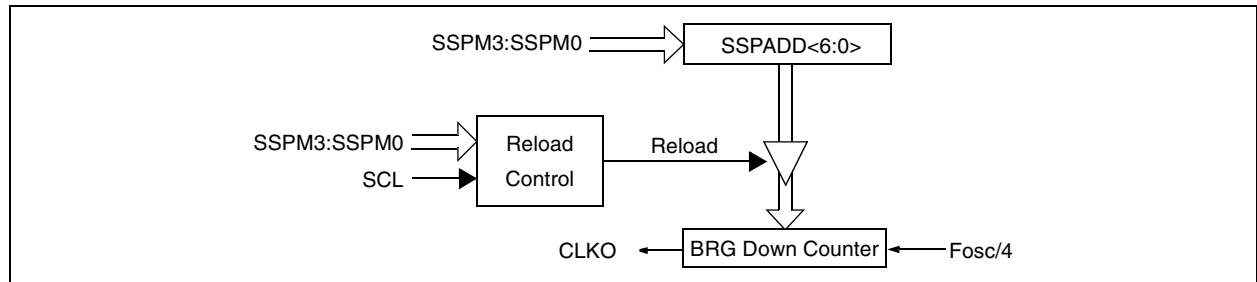 SSPM3:SSPM0
SSPADD<6:0>
SSPM3:SSPM0
SCL
Reload
Control
Reload
CLKO
BRG Down Counter
Fosc/4